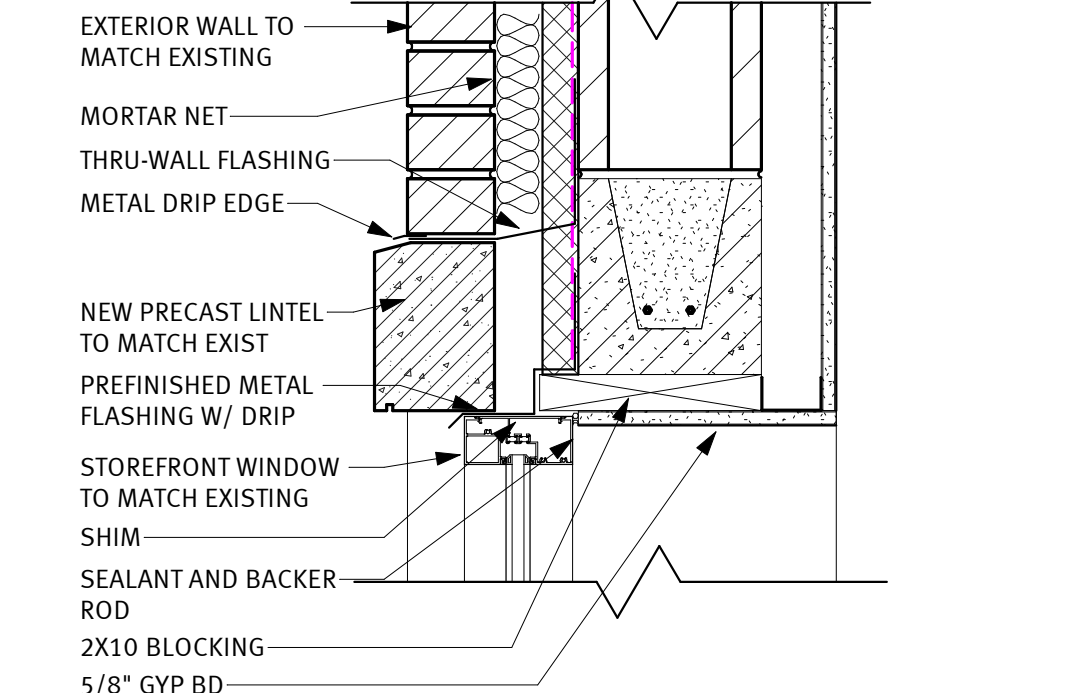 EXTERIOR WALL TO
MATCH EXISTING
MORTAR NET
THRU-WALL FLASHING
METAL DRIP EDGE
NEW PRECAST LINTEL
TO MATCH EXIST
PREFINISHED METAL
FLASHING W/ DRIP
STOREFRONT WINDOW
TO MATCH EXISTING
SHIM
SEALANT AND BACKER
ROD
2X10 BLOCKING
5/8" GYP BD